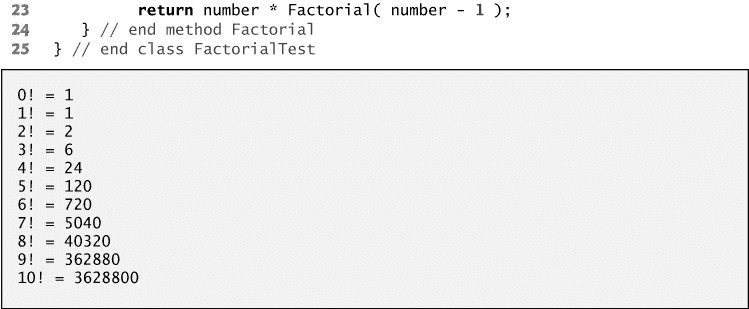 23 return number * Factorial( number - 1 );
24 } // end method Factorial
25 } // end class FactorialTest
0! = 1
1! = 1
2! = 2
3! = 6
4! = 24
5! = 120
6! = 720
7! = 5040
8! = 40320
9! = 362880
10! = 3628800